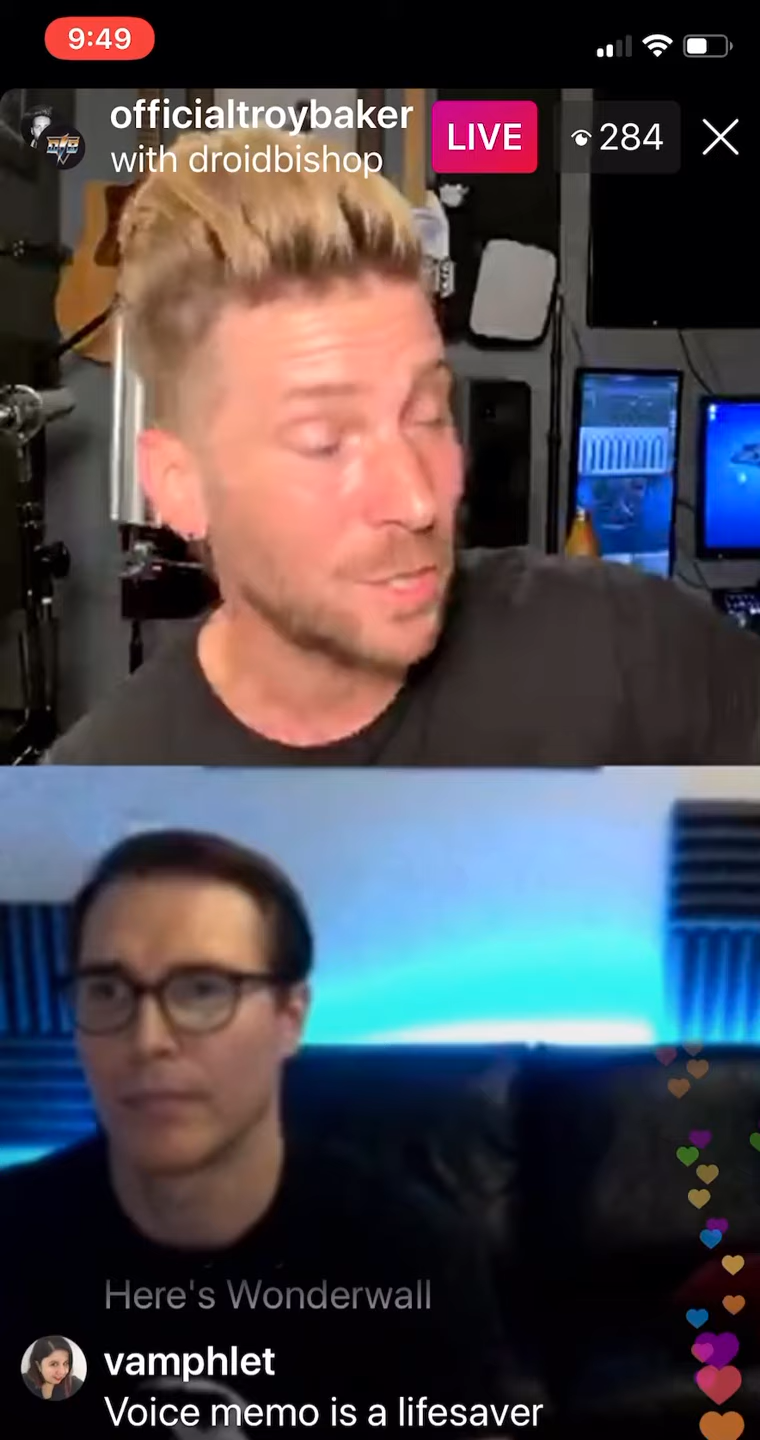 9:49
officialtroybaker
with droidbishop
LIVE
284
Here's Wonderwall
vamphlet
Voice memo is a lifesaver